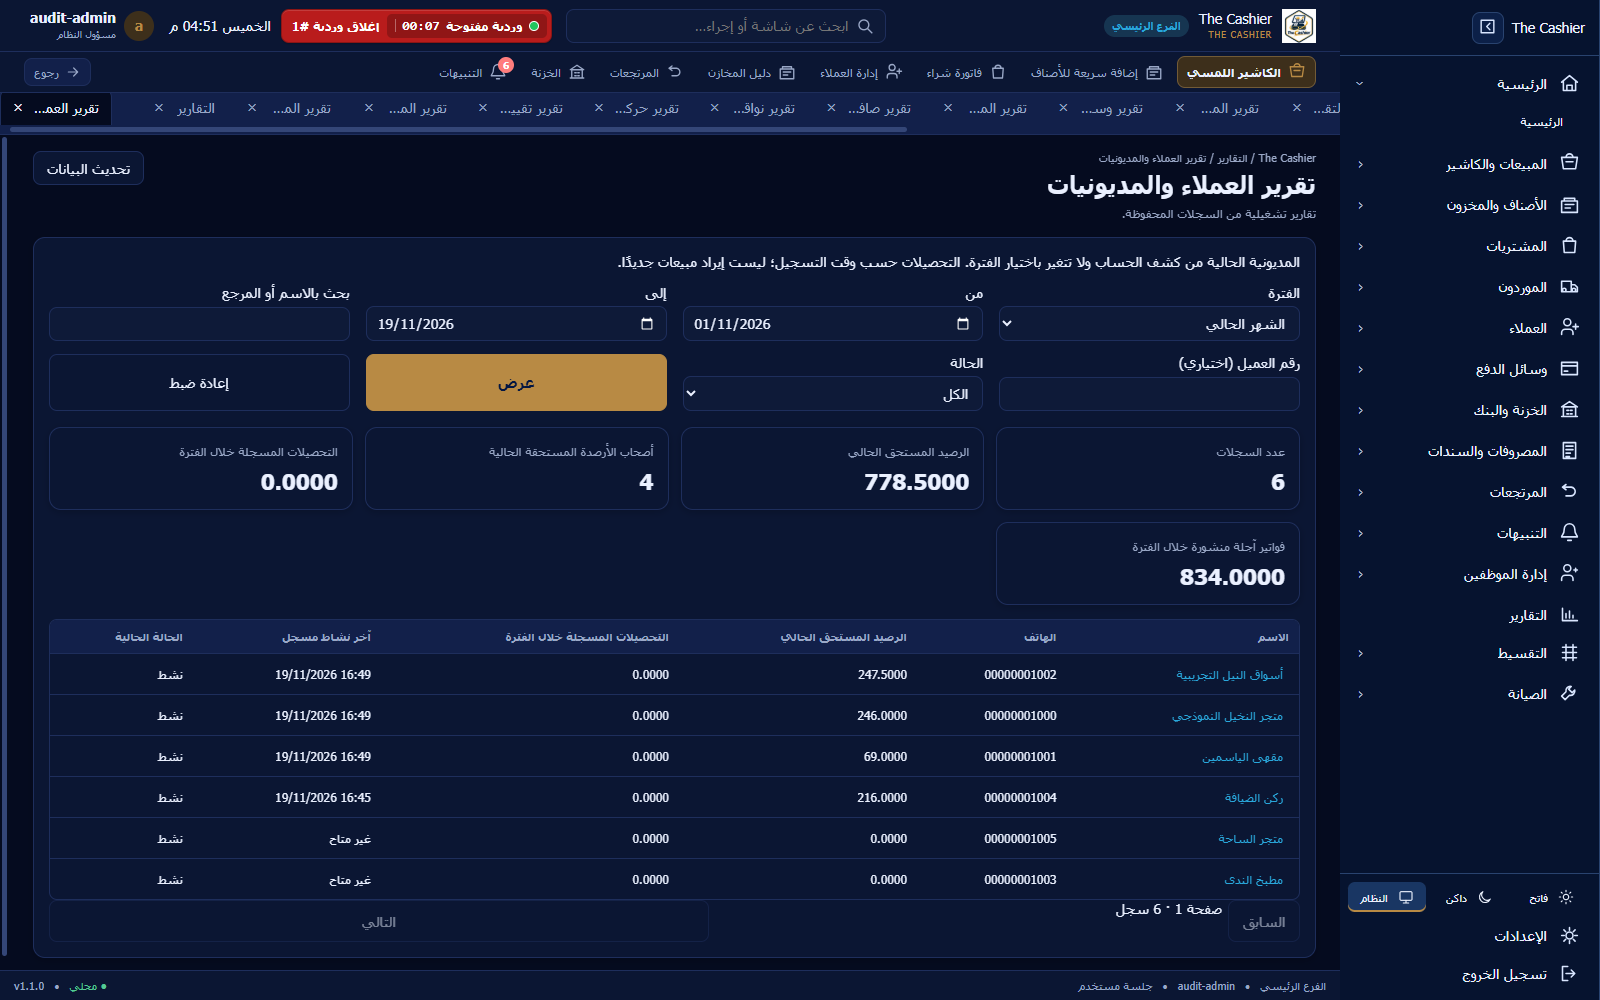 The Cashier
الرئيسية
الرئيسية
المبيعات والكاشير
الأصناف والمخزون
المشتريات
الموردون
العملاء
وسائل الدفع
الخزنة والبنك
المصروفات والسندات
المرتجعات
التنبيهات
إدارة الموظفين
التقارير
التقسيط
الصيانة
فاتح داكن النظام
الإعدادات
تسجيل الخروج
The Cashier
THE CASHIER
الفرع الرئيسي
ابحث عن شاشة أو إجراء...
وردية مفتوحة 00:07 إغلاق وردية #1
الخميس 04:51 م
a
audit-admin
مسؤول النظام
الكاشير اللمسي إضافة سريعة للأصناف فاتورة شراء إدارة العملاء دليل المخازن المرتجعات الخزنة التنبيهات 6 رجوع
التقـ... تقرير المـ... تقرير وسـ... تقرير المـ... تقرير صافـ... تقرير نواقـ... تقرير حركـ... تقرير تقييـ... تقرير المـ... تقرير المـ... التقارير تقرير العمـ...
The Cashier / التقارير / تقرير العملاء والمديونيات
تقرير العملاء والمديونيات
تقارير تشغيلية من السجلات المحفوظة.
تحديث البيانات
المديونية الحالية من كشف الحساب ولا تتغير باختيار الفترة. التحصيلات حسب وقت التسجيل؛ ليست إيراد مبيعات جديدًا.
الفترة من إلى بحث بالاسم أو المرجع
الشهر الحالي 01/11/2026 19/11/2026
رقم العميل (اختياري) الحالة
الكل عرض إعادة ضبط
عدد السجلات الرصيد المستحق الحالي أصحاب الأرصدة المستحقة الحالية التحصيلات المسجلة خلال الفترة
6 778.5000 4 0.0000
فواتير آجلة منشورة خلال الفترة
834.0000
الاسم الهاتف الرصيد المستحق الحالي التحصيلات المسجلة خلال الفترة آخر نشاط مسجل الحالة الحالية
أسواق النيل التجريبية 00000001002 247.5000 0.0000 19/11/2026 16:49 نشط
متجر النخيل النموذجي 00000001000 246.0000 0.0000 19/11/2026 16:49 نشط
مقهى الياسمين 00000001001 69.0000 0.0000 19/11/2026 16:49 نشط
ركن الضيافة 00000001004 216.0000 0.0000 19/11/2026 16:45 نشط
متجر الساحة 00000001005 0.0000 0.0000 غير متاح نشط
مطبخ الندى 00000001003 0.0000 0.0000 غير متاح نشط
السابق صفحة 1 · 6 سجل التالي
الفرع الرئيسي • audit-admin • جلسة مستخدم
محلي • v1.1.0